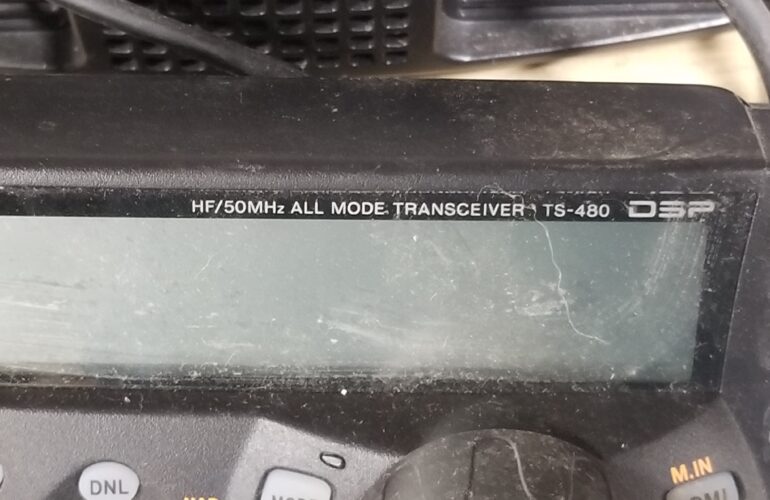 HF/50MHz ALL MODE TRANSCEIVER TS-480 DSP
M.IN
DNL